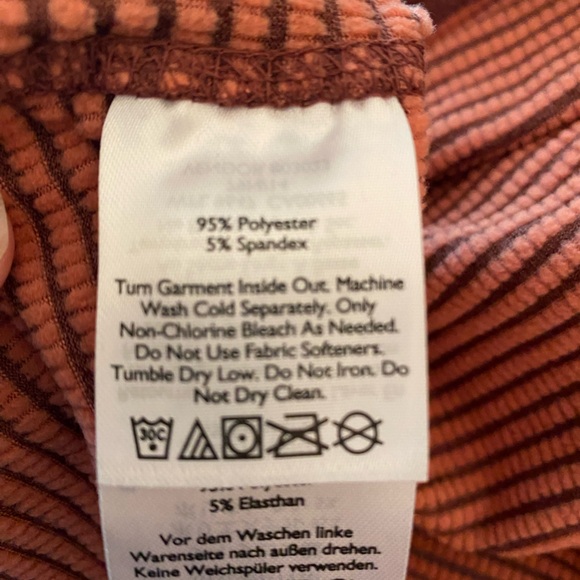 95% Polyester
5% Spandex
Turn Garment Inside Out. Machine
Wash Cold Separately. Only
Non-Chlorine Bleach As Needed.
Do Not Use Fabric Softeners.
Tumble Dry Low. Do Not Iron. Do
Not Dry Clean.
30C
5% Elasthan
Vor dem Waschen linke
Warenseite nach außen drehen.
Keine Weichspüler verwenden.